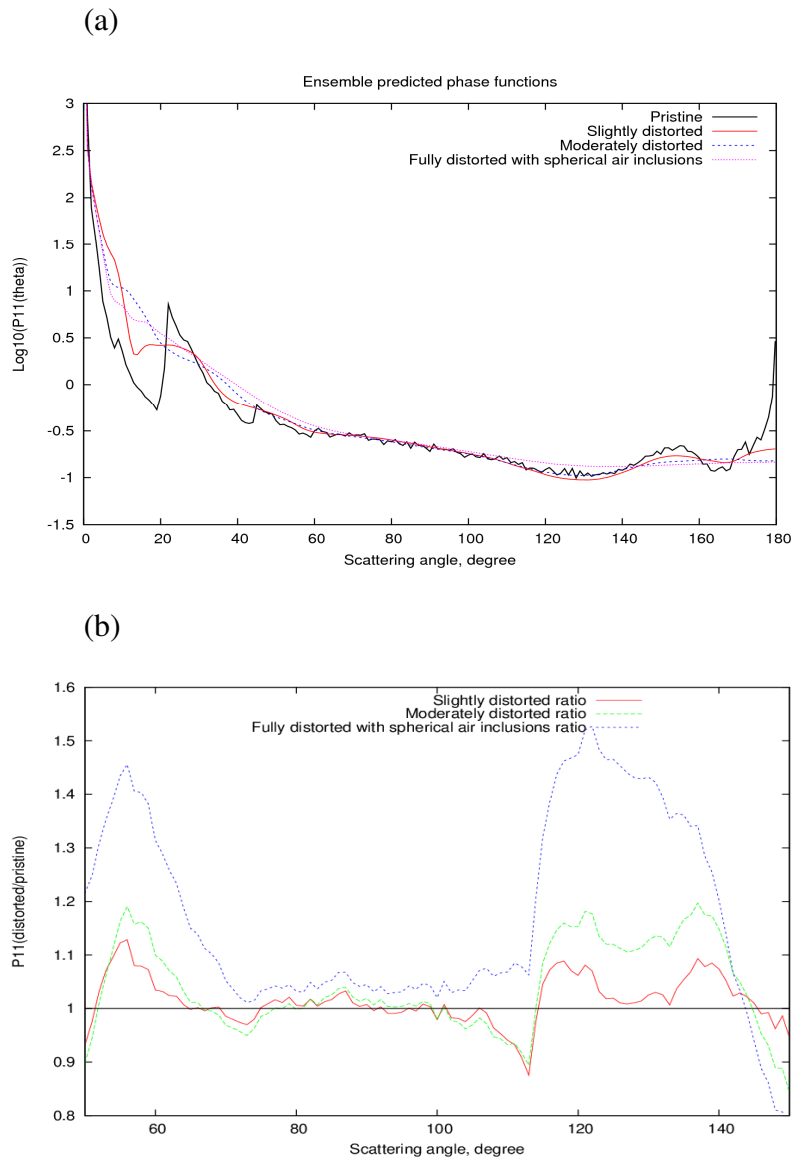 (a)
Ensemble predicted phase functions
Pristine
Slightly distorted
Moderately distorted
Fully distorted with spherical air inclusions
Log10(P11(theta))
3
2.5
2
1.5
1
0.5
0
-0.5
-1
-1.5
0 20 40 60 80 100 120 140 160 180
Scattering angle, degree
(b)
Slightly distorted ratio
Moderately distorted ratio
Fully distorted with spherical air inclusions ratio
P11(distorted/pristine)
1.6
1.5
1.4
1.3
1.2
1.1
1
0.9
0.8
60 80 100 120 140
Scattering angle, degree